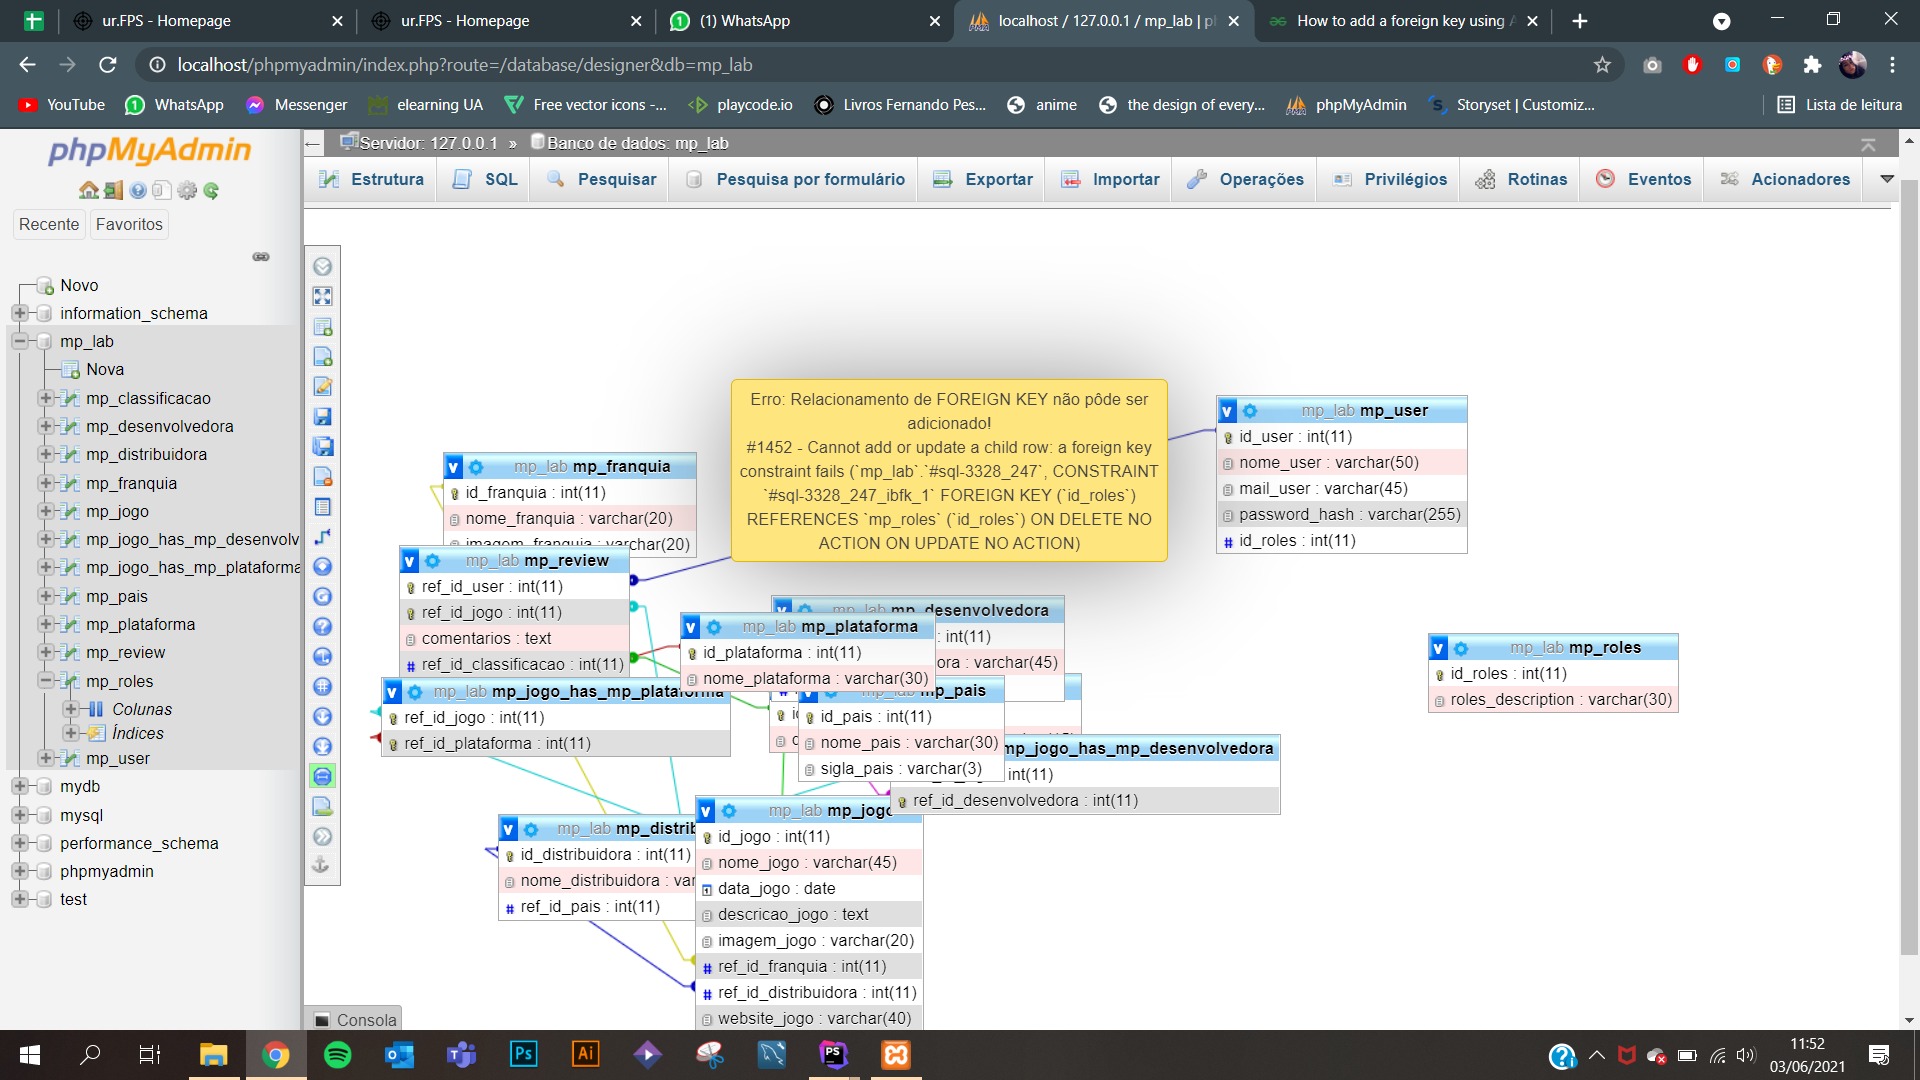 ur.FPS - Homepage
ur.FPS - Homepage
(1) WhatsApp
localhost / 127.0.0.1 / mp_lab | p
How to add a foreign key using
localhost/phpmyadmin/index.php?route=/database/designer&db=mp_lab
YouTube
WhatsApp
Messenger
elearning UA
Free vector icons -...
playcode.io
Livros Fernando Pes...
anime
the design of every...
phpMyAdmin
Storyset | Customiz...
Lista de leitura
phpMyAdmin
Recente
Favoritos
Novo
information_schema
mp_lab
Nova
mp_classificacao
mp_desenvolvedora
mp_distribuidora
mp_franquia
mp_jogo
mp_jogo_has_mp_desenvolv
mp_jogo_has_mp_plataforma
mp_pais
mp_plataforma
mp_review
mp_roles
Colunas
Índices
mp_user
mydb
mysql
performance_schema
phpmyadmin
test
Servidor: 127.0.0.1 » Banco de dados: mp_lab
Estrutura
SQL
Pesquisar
Pesquisa por formulário
Exportar
Importar
Operações
Privilégios
Rotinas
Eventos
Acionadores
Erro: Relacionamento de FOREIGN KEY não pôde ser
adicionado!
#1452 - Cannot add or update a child row: a foreign key
constraint fails (`mp_lab`.`#sql-3328_247`, CONSTRAINT
`#sql-3328_247_ibfk_1` FOREIGN KEY (`id_roles`)
REFERENCES `mp_roles` (`id_roles`) ON DELETE NO
ACTION ON UPDATE NO ACTION)
v mp_lab mp_user
id_user : int(11)
nome_user : varchar(50)
mail_user : varchar(45)
password_hash : varchar(255)
# id_roles : int(11)
v mp_lab mp_franquia
id_franquia : int(11)
nome_franquia : varchar(20)
imagem_franquia : varchar(20)
v mp_lab mp_review
ref_id_user : int(11)
ref_id_jogo : int(11)
comentarios : text
# ref_id_classificacao : int(11)
v mp_lab mp_desenvolvedora
: int(11)
ora : varchar(45)
v mp_lab mp_plataforma
id_plataforma : int(11)
nome_plataforma : varchar(30)
v mp_lab mp_roles
id_roles : int(11)
roles_description : varchar(30)
v mp_lab mp_jogo_has_mp_plataforma
ref_id_jogo : int(11)
ref_id_plataforma : int(11)
v mp_lab mp_pais
id_pais : int(11)
nome_pais : varchar(30)
sigla_pais : varchar(3)
mp_jogo_has_mp_desenvolvedora
int(11)
ref_id_desenvolvedora : int(11)
v mp_lab mp_distrib
id_distribuidora : int(11)
nome_distribuidora : var
# ref_id_pais : int(11)
v mp_lab mp_jogo
id_jogo : int(11)
nome_jogo : varchar(45)
data_jogo : date
descricao_jogo : text
imagem_jogo : varchar(20)
# ref_id_franquia : int(11)
# ref_id_distribuidora : int(11)
website_jogo : varchar(40)
Consola
Ps
Ai
PS
11:52
03/06/2021